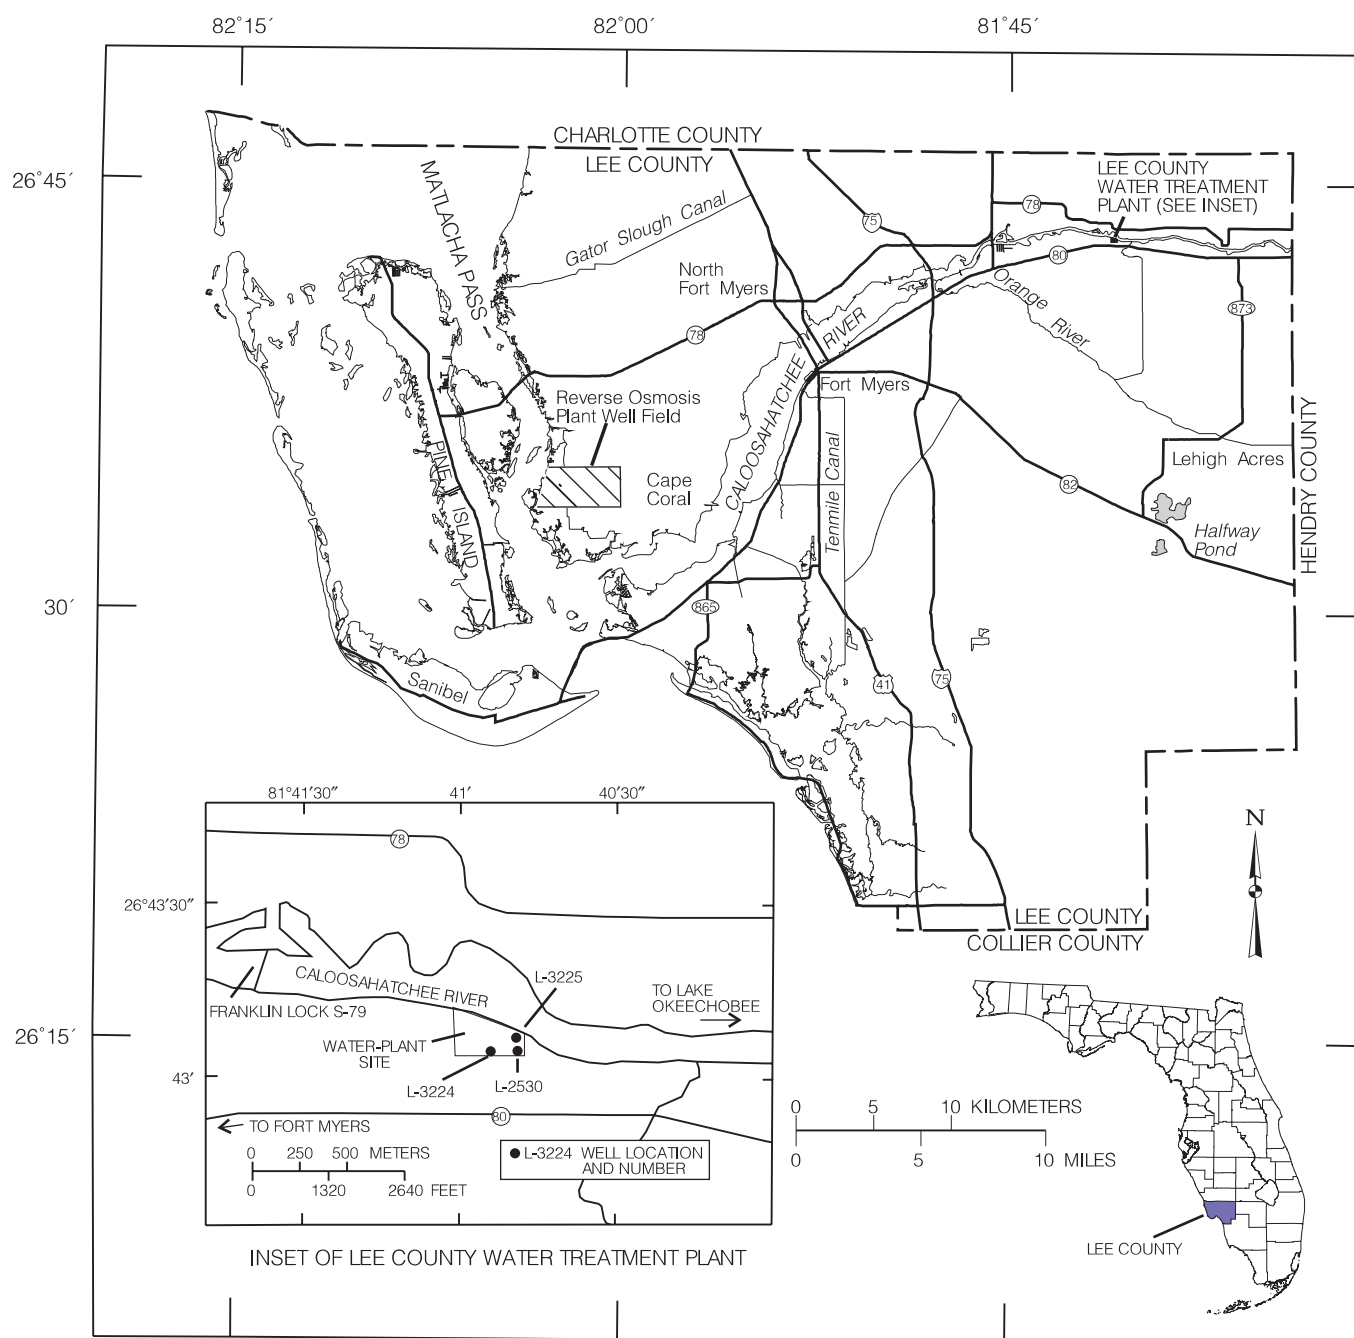 82°15′
82°00′
81°45′
26°45′
30′
26°15′
CHARLOTTE COUNTY
LEE COUNTY
LEE COUNTY
WATER TREATMENT
PLANT (SEE INSET)
MATLACHA PASS
Gator Slough Canal
75
78
80
North
Fort Myers
Orange
River
873
78
CALOOSAHATCHEE
RIVER
Fort Myers
Reverse Osmosis
Plant Well Field
PINE
ISLAND
Cape
Coral
Tenmile Canal
82
Lehigh Acres
Halfway
Pond
HENDRY COUNTY
865
Sanibel
41
75
LEE COUNTY
COLLIER COUNTY
N
81°41′30″
41′
40′30″
78
26°43′30″
43′
CALOOSAHATCHEE RIVER
L-3225
TO LAKE
OKEECHOBEE
FRANKLIN LOCK S-79
WATER-PLANT
SITE
L-3224
L-2530
80
TO FORT MYERS
0 250 500 METERS
0 1320 2640 FEET
L-3224 WELL LOCATION
AND NUMBER
INSET OF LEE COUNTY WATER TREATMENT PLANT
0 5 10 KILOMETERS
0 5 10 MILES
LEE COUNTY